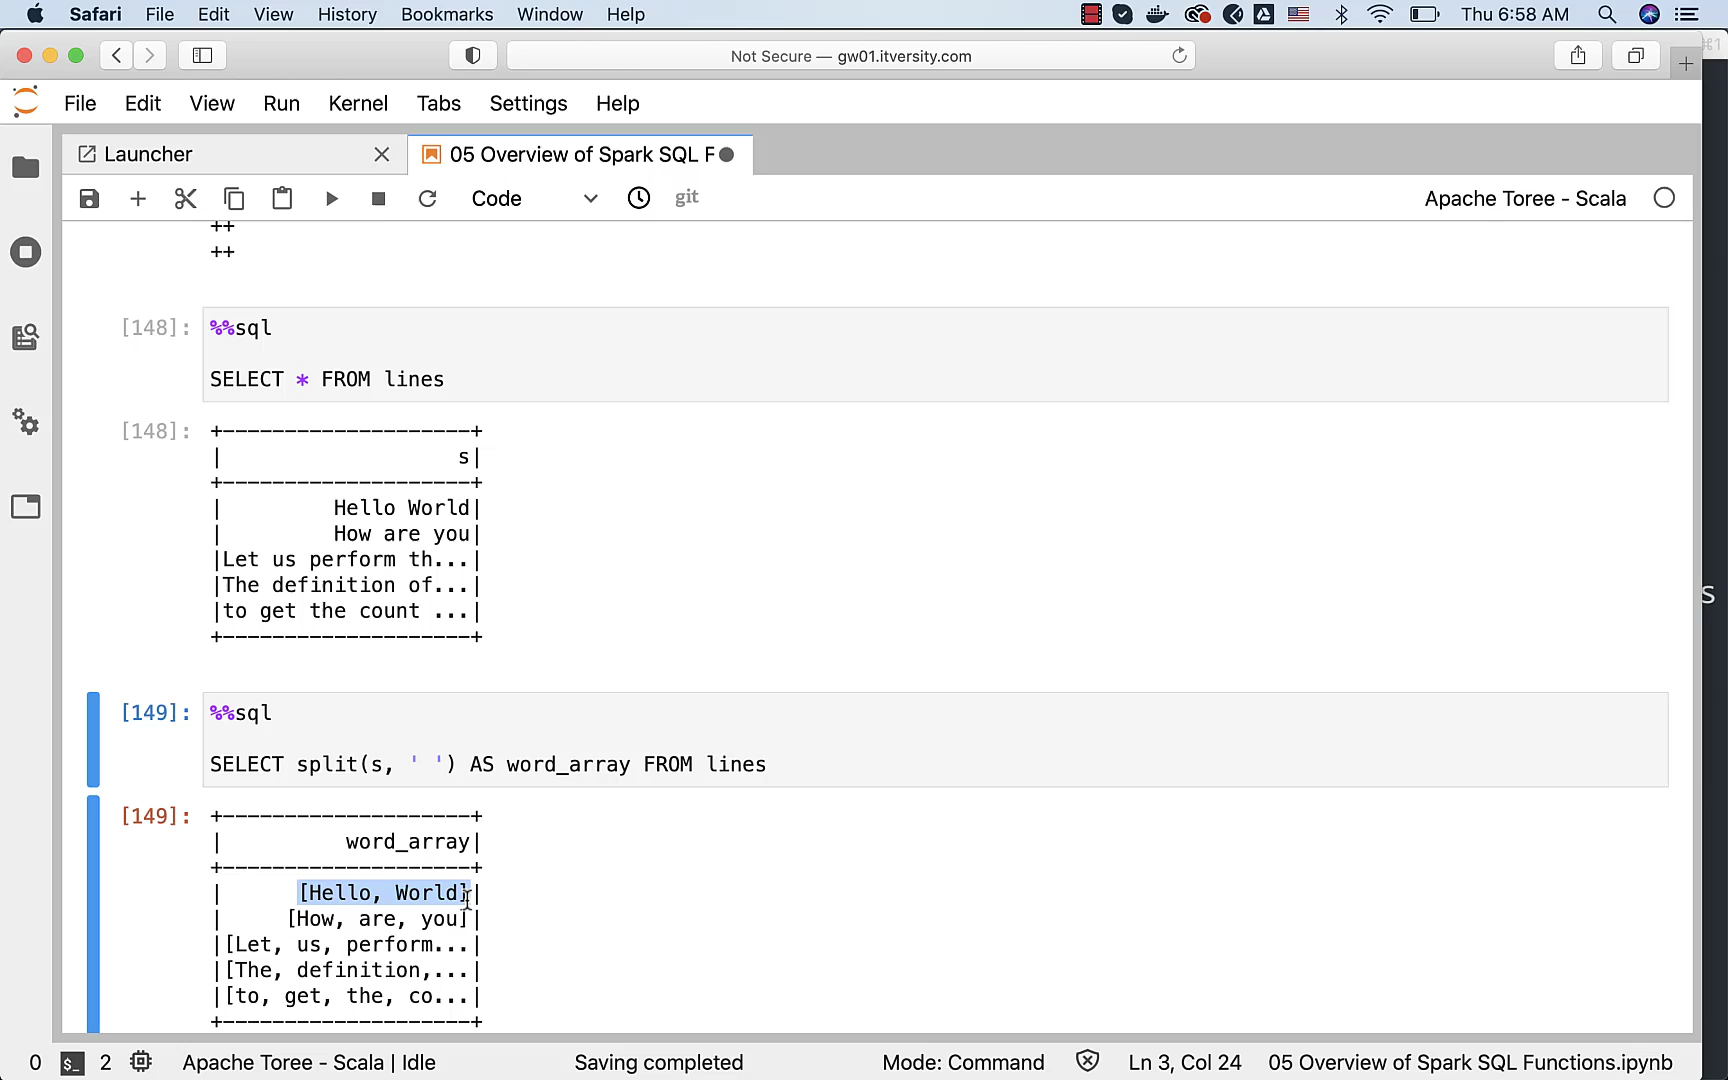 Safari File Edit View History Bookmarks Window Help Thu 6:58 AM
Not Secure — gw01.itversity.com
⌘1
File Edit View Run Kernel Tabs Settings Help
Launcher 05 Overview of Spark SQL F
Code git Apache Toree - Scala
++
++
[148]: %%sql
SELECT * FROM lines
[148]: +--------------------+
| s|
+--------------------+
| Hello World|
| How are you|
|Let us perform th...|
|The definition of...|
|to get the count ...|
+--------------------+
s
[149]: %%sql
SELECT split(s, ' ') AS word_array FROM lines
[149]: +--------------------+
| word_array|
+--------------------+
| [Hello, World]|
| [How, are, you]|
|[Let, us, perform...|
|[The, definition,...|
|[to, get, the, co...|
+--------------------+
0 $_ 2 Apache Toree - Scala | Idle Saving completed Mode: Command Ln 3, Col 24 05 Overview of Spark SQL Functions.ipynb